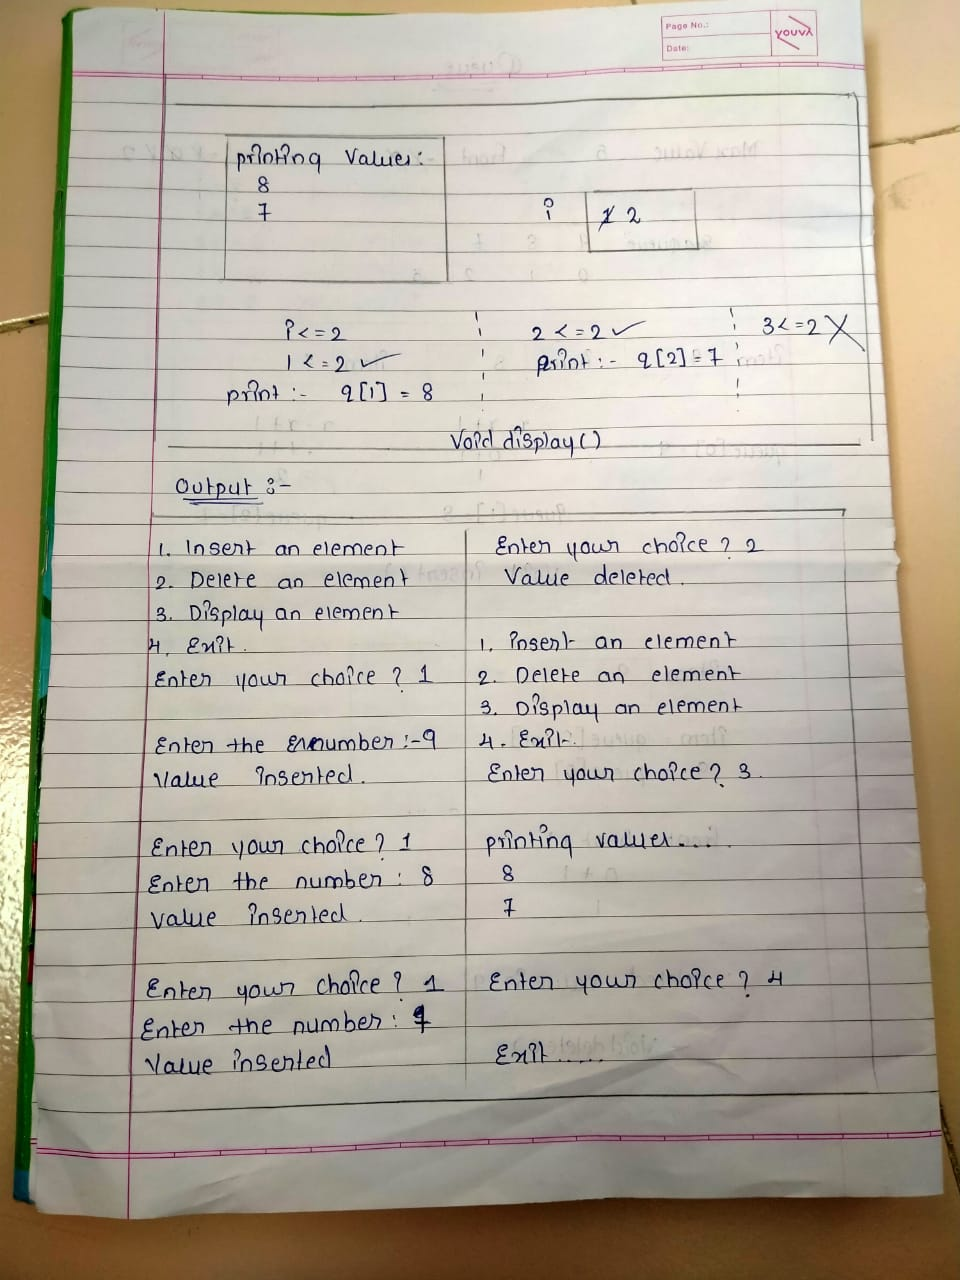 Page No.:
Date:
YOUVA
printing Values:
8
7
i 1 2
i<=2
1<=2 ✓
print :- q[1] = 8
2<=2 ✓
print :- q[2]=7
3<=2 X
Void display()
Output :-
1. Insert an element
2. Delete an element
3. Display an element
4. Exit.
Enter your choice ? 1
Enter the number :-9
Value inserted.
Enter your choice ? 1
Enter the number : 8
value inserted.
Enter your choice ? 1
Enter the number : 7
Value inserted
Enter your choice ? 2
Value deleted.
1. insert an element
2. Delete an element
3. Display an element
4. Exit.
Enter your choice ? 3
printing values....
8
7
Enter your choice ? 4
Exit .....